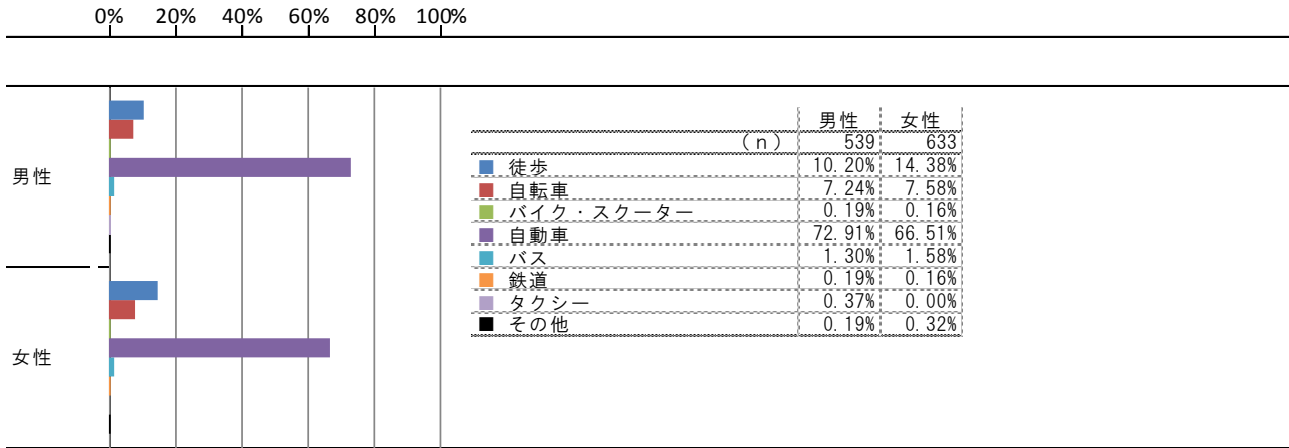 0% 20% 40% 60% 80% 100%
男性
女性
男性 女性
(n) 539 633
徒歩 10.20% 14.38%
自転車 7.24% 7.58%
バイク・スクーター 0.19% 0.16%
自動車 72.91% 66.51%
バス 1.30% 1.58%
鉄道 0.19% 0.16%
タクシー 0.37% 0.00%
その他 0.19% 0.32%